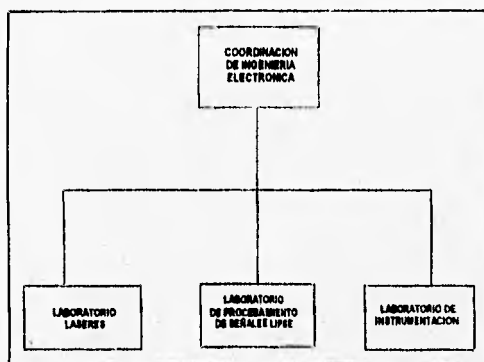 COORDINACION
DE INGENIERIA
ELECTRONICA
LABORATORIO
LASERES
LABORATORIO
DE PROCESAMIENTO
DE SEÑALES LIPSE
LABORATORIO DE
INSTRUMENTACION